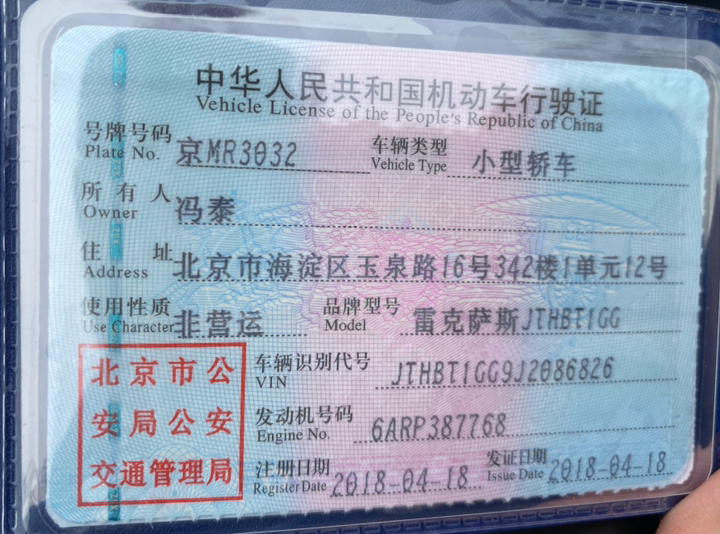 中华人民共和国机动车行驶证
Vehicle License of the People's Republic of China
号牌号码 京MR3032 车辆类型 小型轿车
Plate No. Vehicle Type
所有人 冯泰
Owner
住址 北京市海淀区玉泉路16号342楼1单元12号
Address
使用性质 非营运 品牌型号 雷克萨斯JTHBT1GG
Use Character Model
北京市公安局公安交通管理局
车辆识别代号 JTHBT1GG9J2086826
VIN
发动机号码 6ARP387768
Engine No.
注册日期 2018-04-18 发证日期 2018-04-18
Register Date Issue Date